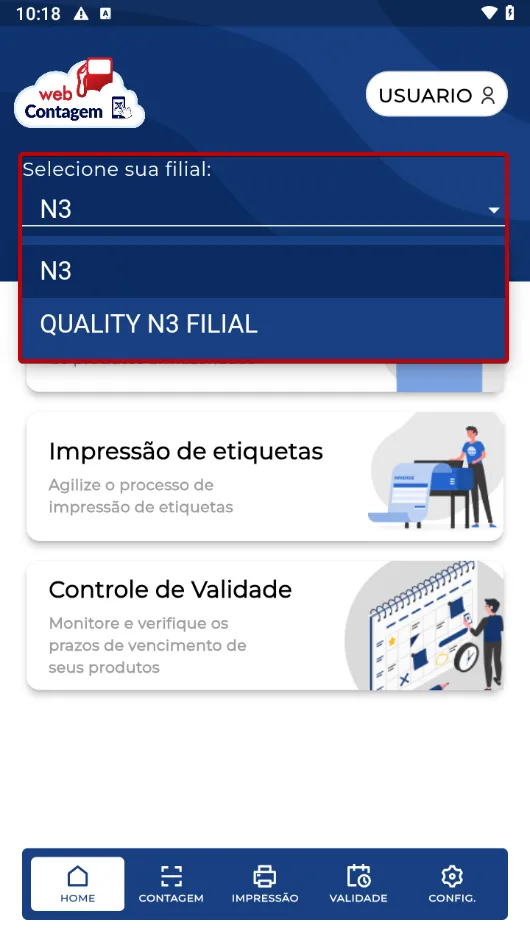 10:18
web
Contagem
USUARIO
Selecione sua filial:
N3
N3
QUALITY N3 FILIAL
Impressão de etiquetas
Agilize o processo de
impressão de etiquetas
INVOICE
Controle de Validade
Monitore e verifique os
prazos de vencimento de
seus produtos
HOME
CONTAGEM
IMPRESSÃO
VALIDADE
CONFIG.